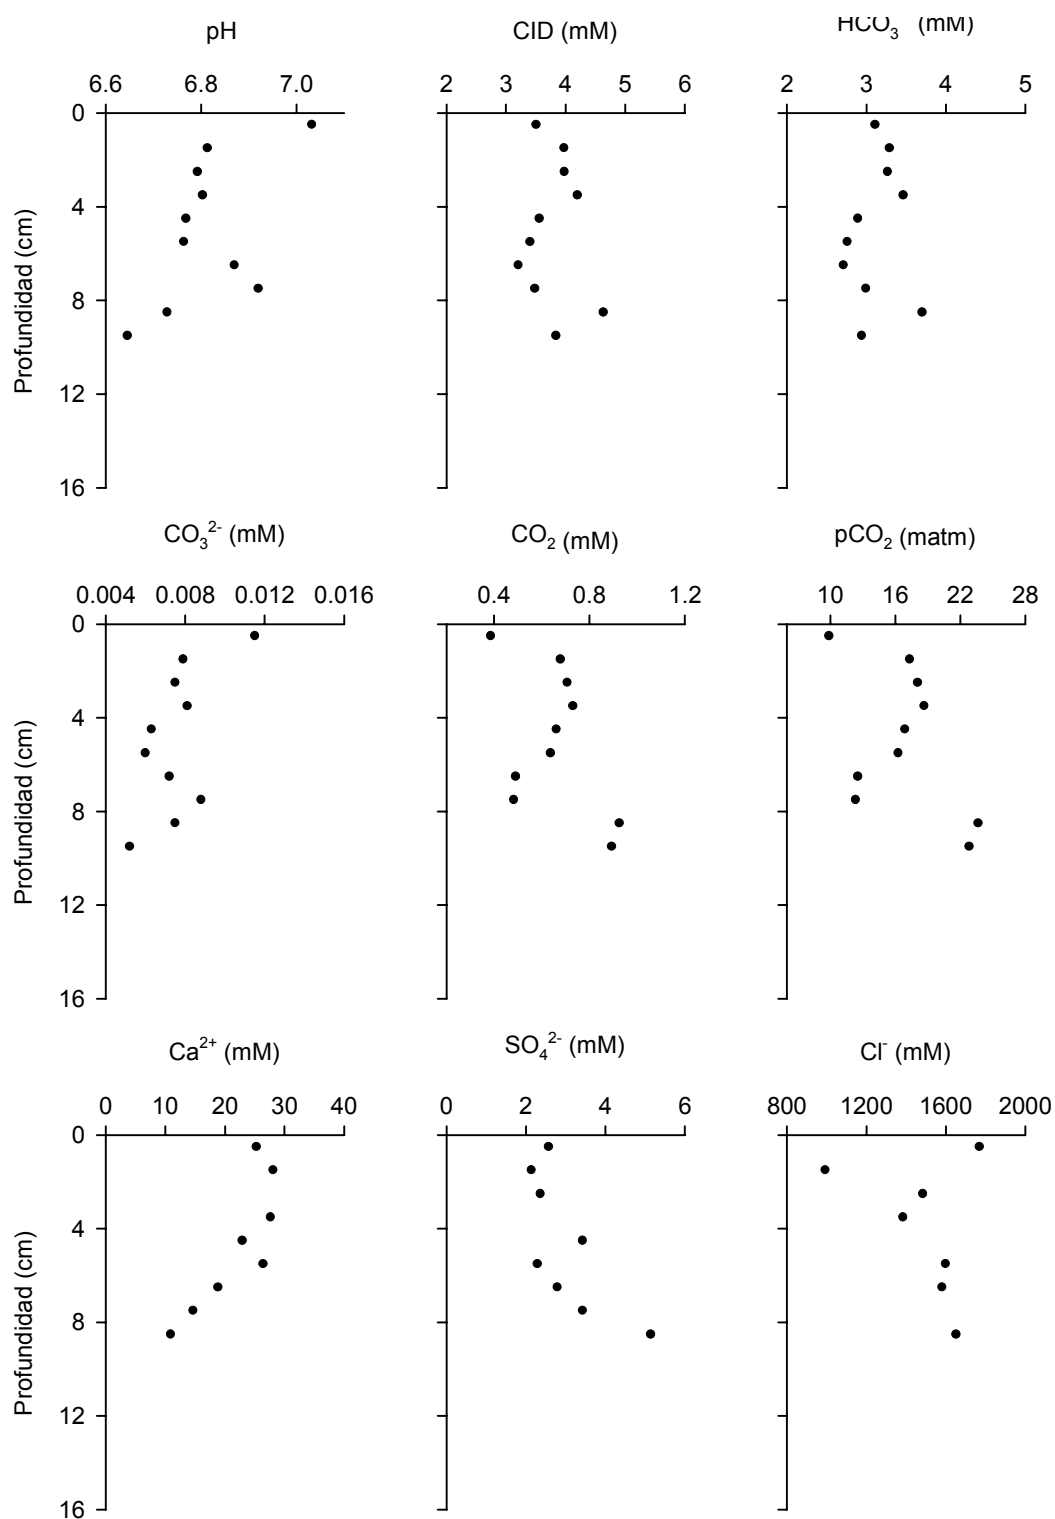 pH CID (mM) HCO3 (mM)
6.6 6.8 7.0 2 3 4 5 6 2 3 4 5
0
4
8
12
16
Profundidad (cm)
CO3 2- (mM) CO2 (mM) pCO2 (matm)
0.004 0.008 0.012 0.016 0.4 0.8 1.2 10 16 22 28
0
4
8
12
16
Profundidad (cm)
Ca2+ (mM) SO4 2- (mM) Cl- (mM)
0 10 20 30 40 0 2 4 6 800 1200 1600 2000
0
4
8
12
16
Profundidad (cm)